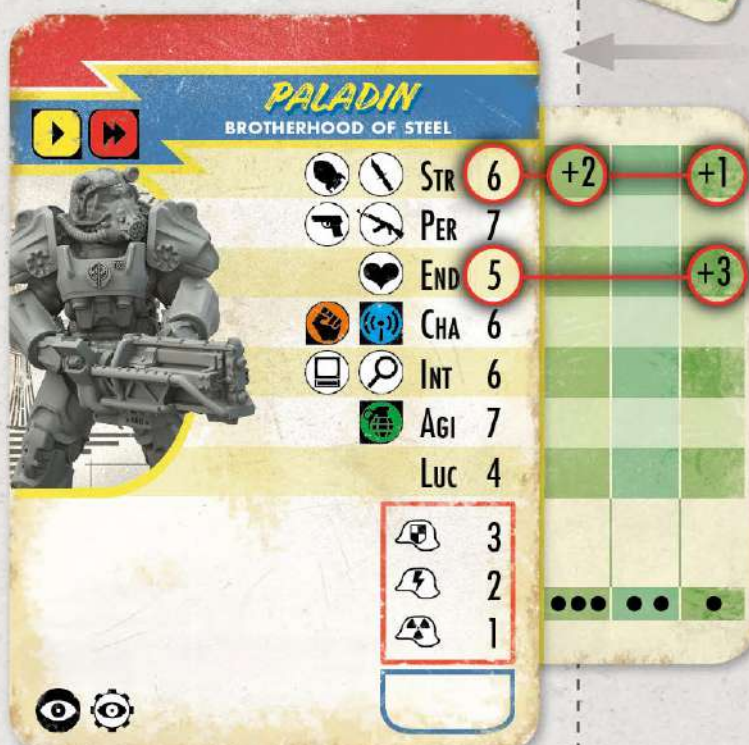 PALADIN
BROTHERHOOD OF STEEL
STR 6 +2 +1
PER 7
END 5 +3
CHA 6
INT 6
AGI 7
LUC 4
3
2
1